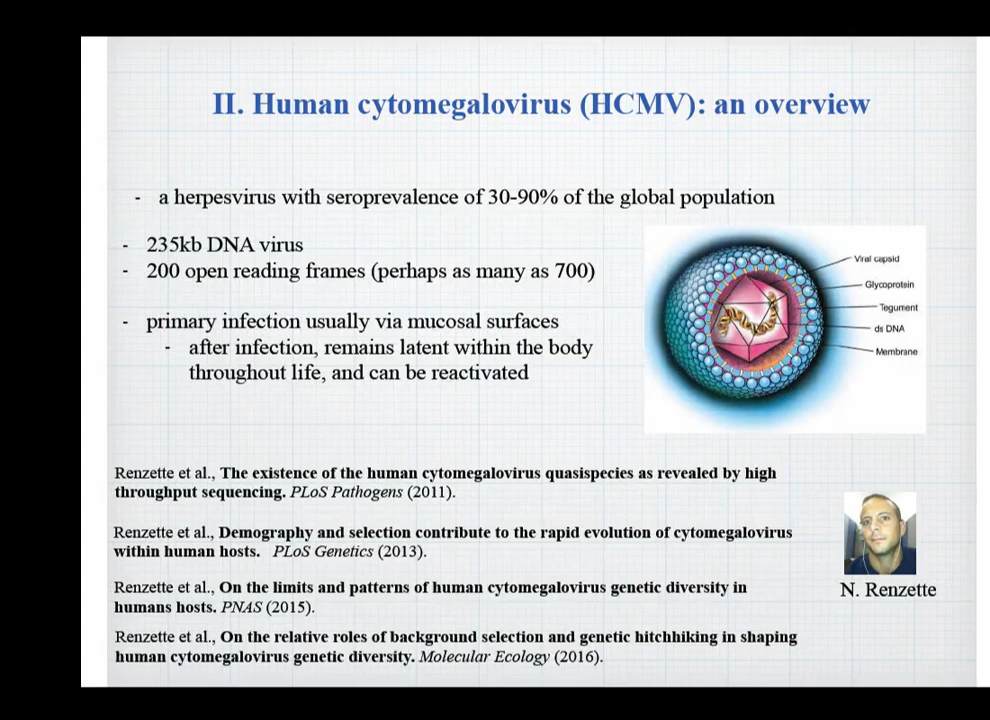 II. Human cytomegalovirus (HCMV): an overview
- a herpesvirus with seroprevalence of 30-90% of the global population
- 235kb DNA virus
- 200 open reading frames (perhaps as many as 700)
- primary infection usually via mucosal surfaces
- after infection, remains latent within the body
throughout life, and can be reactivated
Viral capsid
Glycoprotein
Tegument
ds DNA
Membrane
Renzette et al., The existence of the human cytomegalovirus quasispecies as revealed by high
throughput sequencing. PLoS Pathogens (2011).
Renzette et al., Demography and selection contribute to the rapid evolution of cytomegalovirus
within human hosts. PLoS Genetics (2013).
Renzette et al., On the limits and patterns of human cytomegalovirus genetic diversity in
humans hosts. PNAS (2015).
Renzette et al., On the relative roles of background selection and genetic hitchhiking in shaping
human cytomegalovirus genetic diversity. Molecular Ecology (2016).
N. Renzette